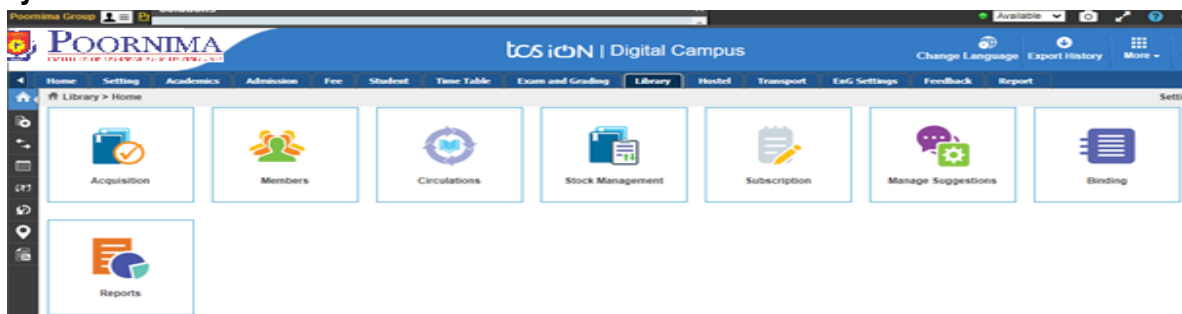 Poornima Group
Available
POORNIMA
tcs iON | Digital Campus
Change Language Export History More
Home Setting Academics Admission Fee Student Time Table Exam and Grading Library Hostel Transport EnG Settings Feedback Report
Library > Home
Acquisition Members Circulations Stock Management Subscription Manage Suggestions Binding
Reports